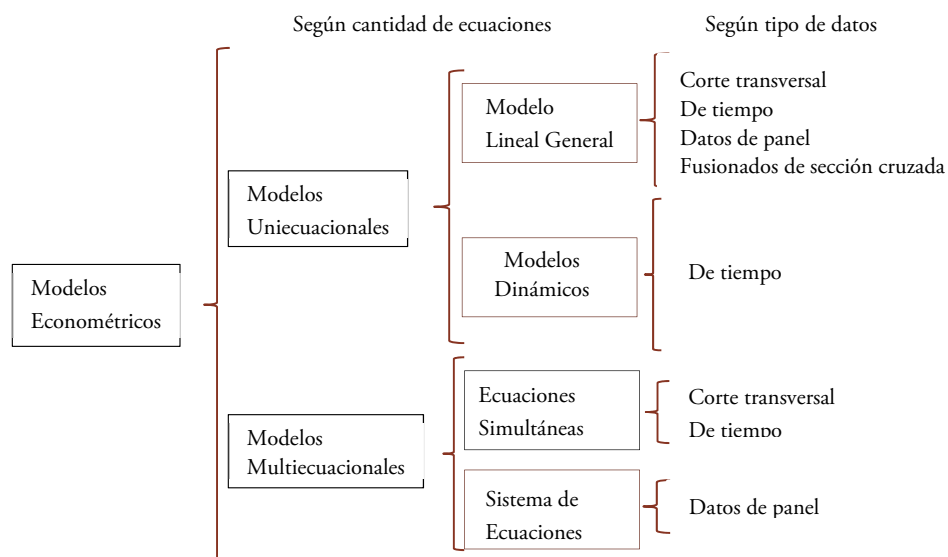 Según cantidad de ecuaciones
Según tipo de datos
Modelos
Econométricos
Modelos
Uniecuacionales
Modelo
Lineal General
Corte transversal
De tiempo
Datos de panel
Fusionados de sección cruzada
Modelos
Dinámicos
De tiempo
Modelos
Multiecuacionales
Ecuaciones
Simultáneas
Corte transversal
De tiempo
Sistema de
Ecuaciones
Datos de panel